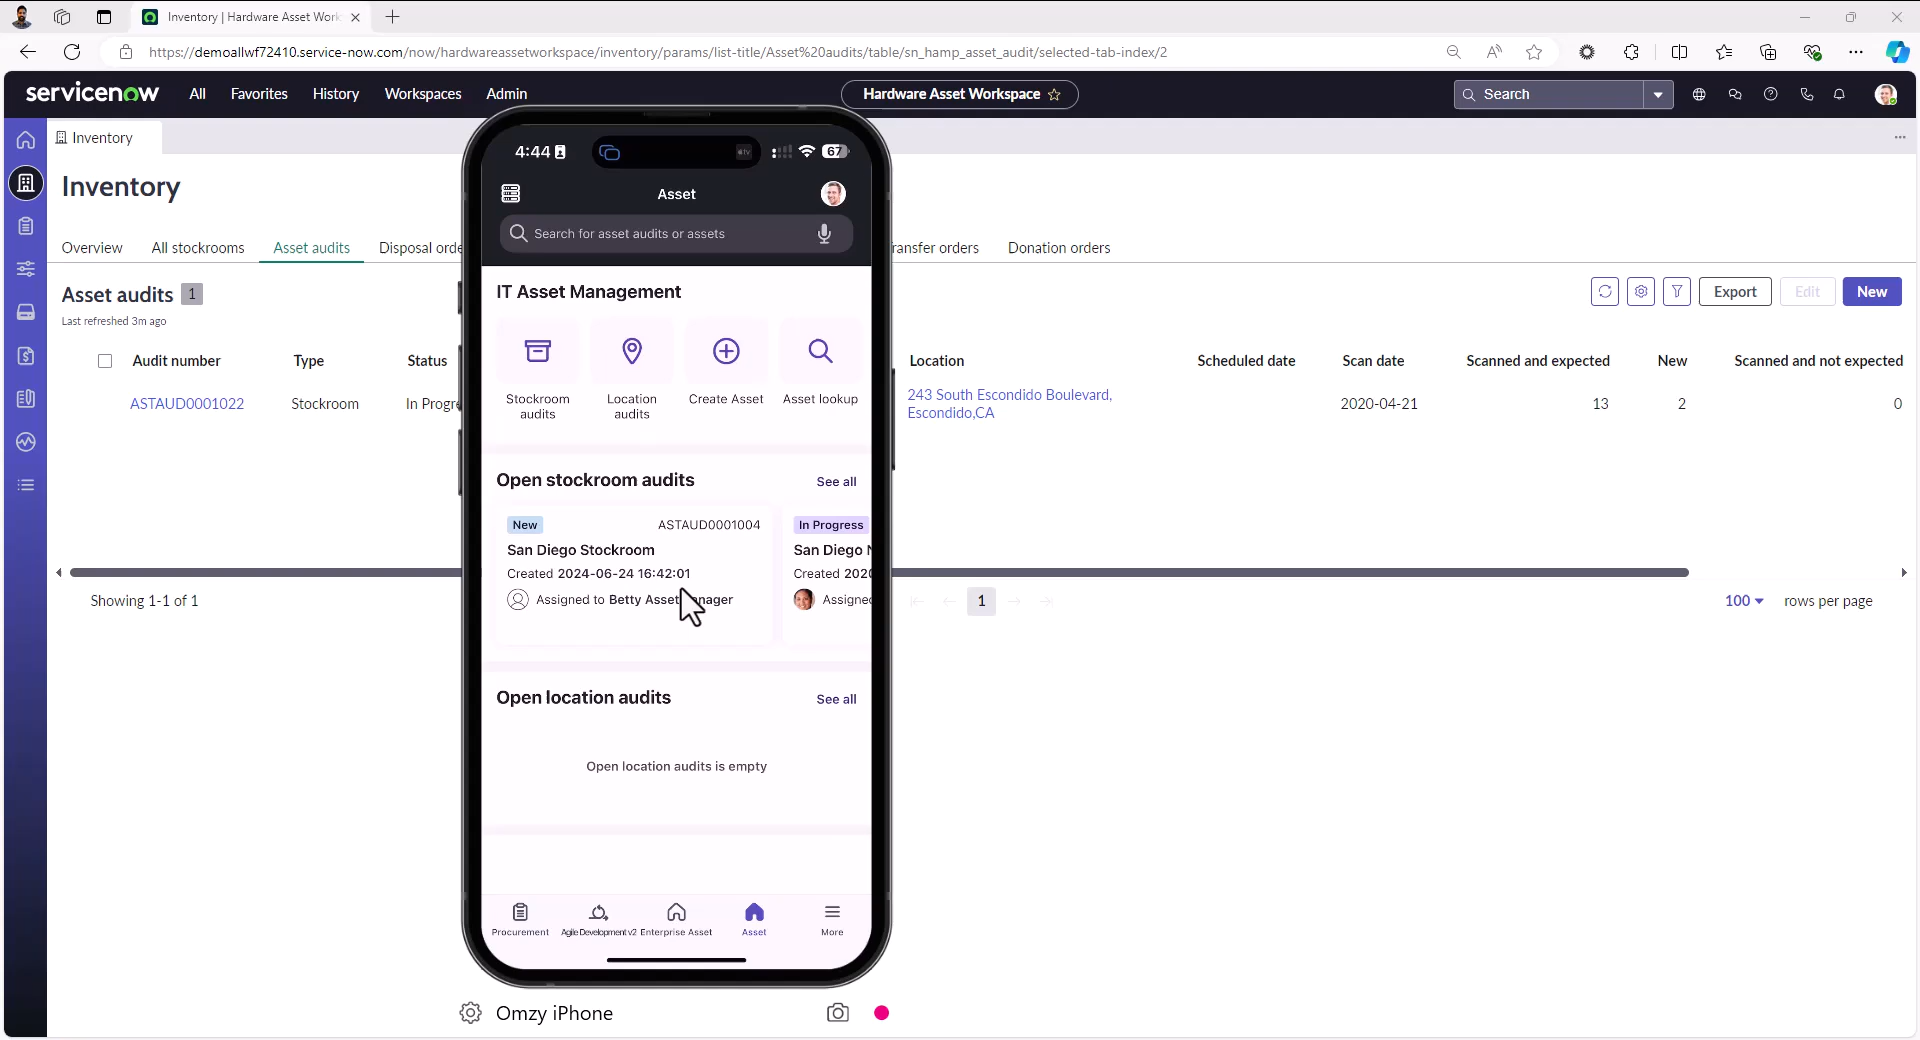 Inventory | Hardware Asset Work
https://demoallwf72410.service-now.com/now/hardwareassetworkspace/inventory/params/list-title/Asset%20audits/table/sn_hamp_asset_audit/selected-tab-index/2
servicenow All Favorites History Workspaces Admin
Hardware Asset Workspace
Search
Inventory
Inventory
Overview All stockrooms Asset audits Disposal orde
ransfer orders Donation orders
Asset audits 1
Last refreshed 3m ago
Export Edit New
Audit number Type Status
Location Scheduled date Scan date Scanned and expected New Scanned and not expected
ASTAUD0001022 Stockroom In Progre
243 South Escondido Boulevard,
Escondido,CA
2020-04-21 13 2 0
Showing 1-1 of 1
1
100 rows per page
4:44
67
Asset
Search for asset audits or assets
IT Asset Management
Stockroom
audits
Location
audits
Create Asset
Asset lookup
Open stockroom audits See all
New ASTAUD0001004
San Diego Stockroom
Created 2024-06-24 16:42:01
Assigned to Betty Asset nager
In Progress
San Diego
Created 202
Assigne
Open location audits See all
Open location audits is empty
Procurement Agile Development v2 Enterprise Asset Asset More
Omzy iPhone